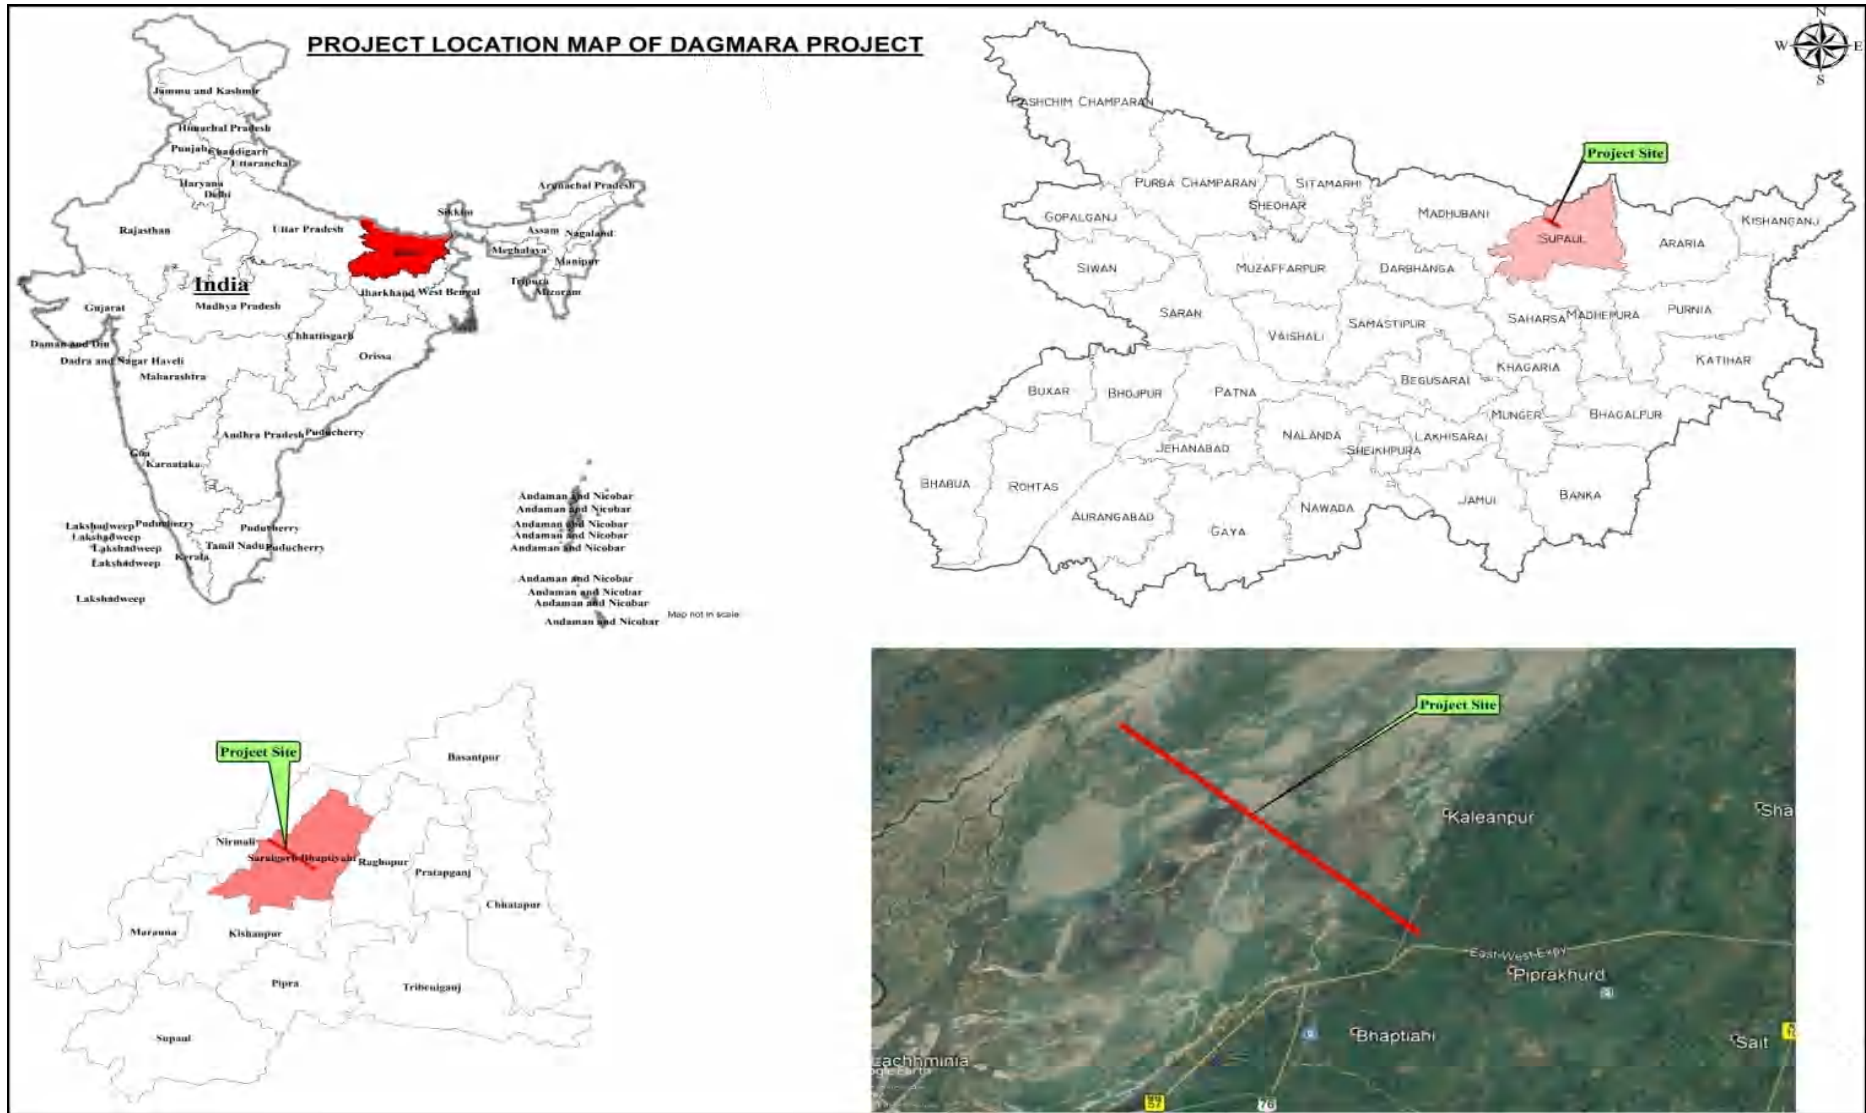 PROJECT LOCATION MAP OF DAGMARA PROJECT
Jammu and Kashmir
Himachal Pradesh
Punjab
Chandigarh
Uttaranchal
Haryana
Delhi
Rajasthan
Uttar Pradesh
Sikkim
Arunachal Pradesh
Assam
Nagaland
Meghalaya
Manipur
Tripura
Mizoram
India
Gujarat
Madhya Pradesh
Jharkhand
West Bengal
Chhattisgarh
Daman and Diu
Dadra and Nagar Haveli
Maharashtra
Orissa
Andhra Pradesh
Puducherry
Goa
Karnataka
Lakshadweep
Puducherry
Lakshadweep
Lakshadweep
Lakshadweep
Lakshadweep
Kerala
Tamil Nadu
Puducherry
Puducherry
Andaman and Nicobar
Andaman and Nicobar
Andaman and Nicobar
Andaman and Nicobar
Andaman and Nicobar
Andaman and Nicobar
Andaman and Nicobar
Andaman and Nicobar
Andaman and Nicobar
Map not in scale
N
W
E
S
Project Site
PASHCHIM CHAMPARAN
PURBA CHAMPARAN
SITAMARHI
SHEOHAR
GOPALGANJ
MADHUBANI
SUPAUL
ARARIA
KISHANGANJ
SIWAN
MUZAFFARPUR
DARBHANGA
SARAN
VAISHALI
SAMASTIPUR
SAHARSA
MADHEPURA
PURNIA
BUXAR
BHOJPUR
PATNA
BEGUSARAI
KHAGARIA
KATIHAR
MUNGER
BHAGALPUR
JEHANABAD
NALANDA
SHEIKHPURA
LAKHISARAI
BHABUA
ROHTAS
AURANGABAD
GAYA
NAWADA
JAMUI
BANKA
Project Site
Basantpur
Nirmali
Saraigarh Bhaptiyahi
Raghopur
Pratapganj
Chhatapur
Marauna
Kishanpur
Pipra
Tribeniganj
Supaul
Project Site
Kaleanpur
Sha
East-West-Expy
Piprakhurd
Bhaptiahi
Sait
zachhminia
ogle Earth
57
76